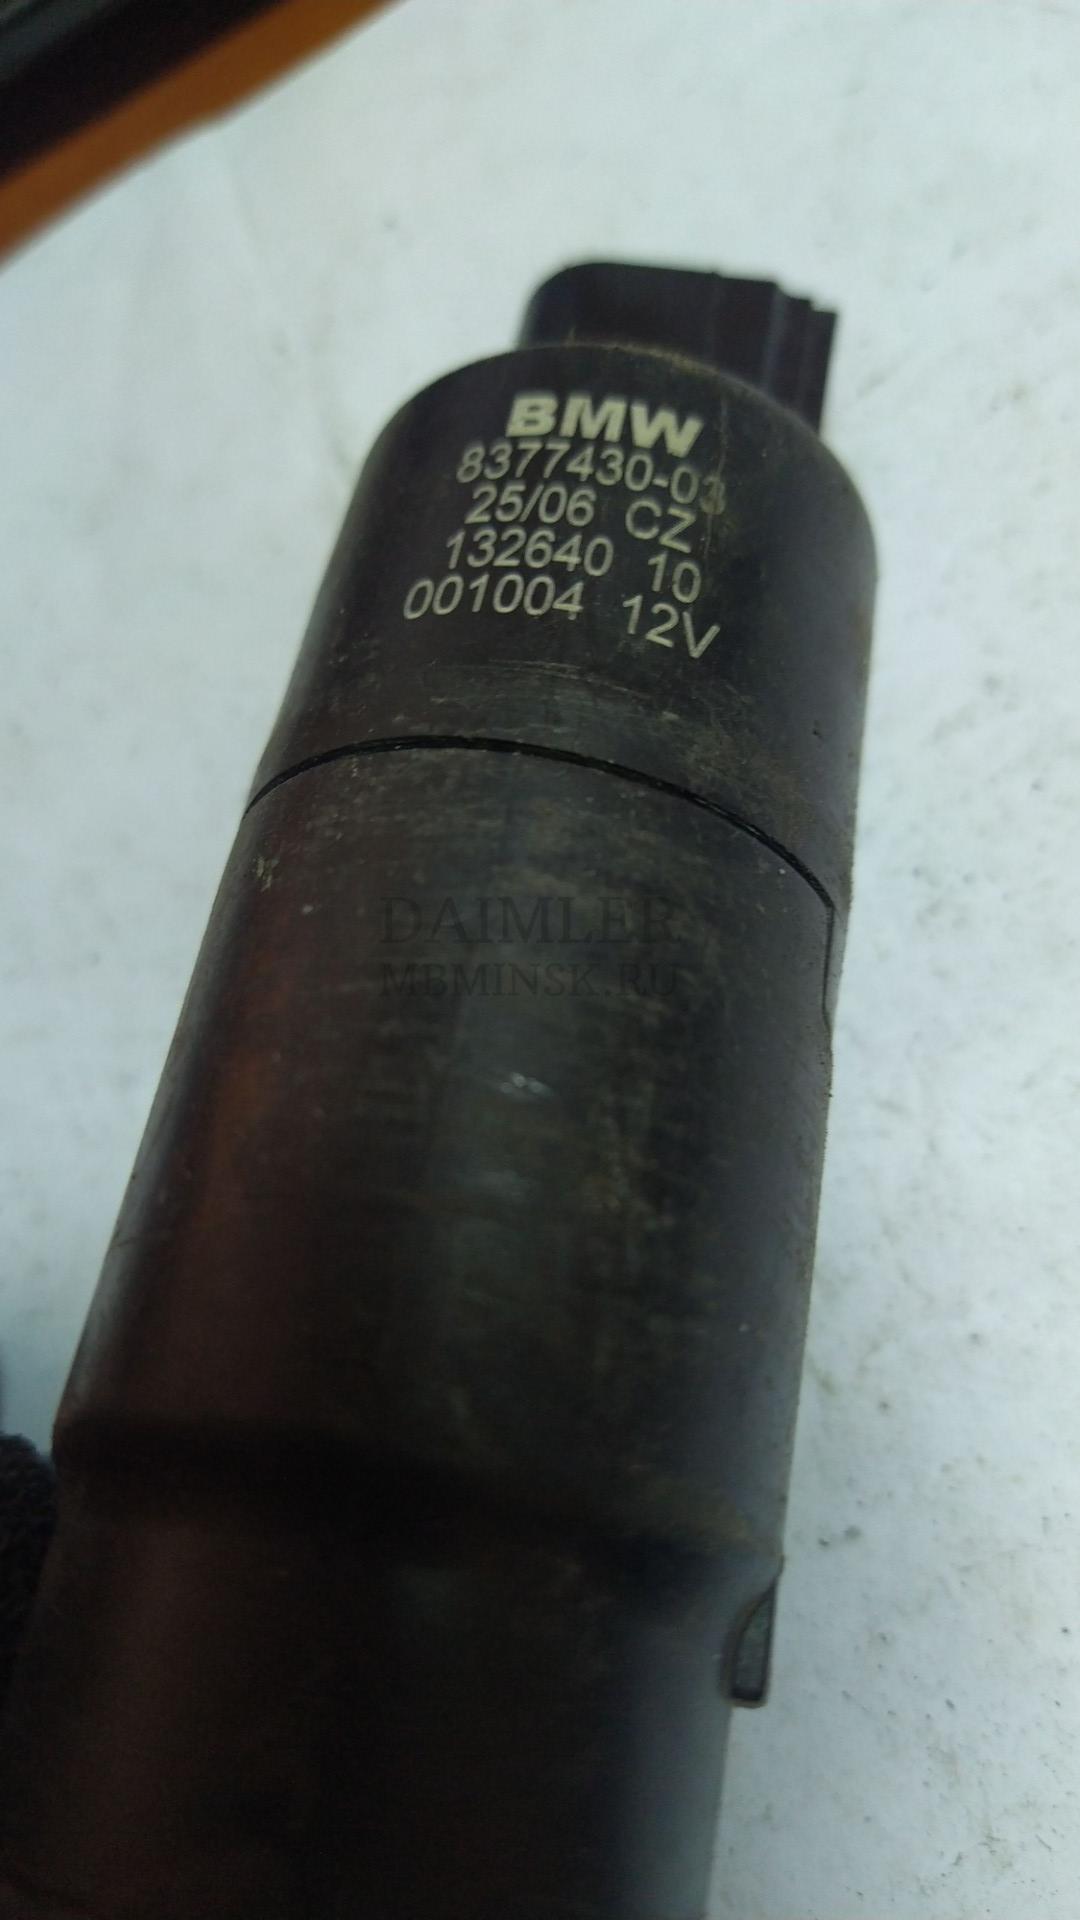 BMW
8377430-03
25/06 CZ
132640 10
001004 12V
DAIMLER
MBMINSK.RU